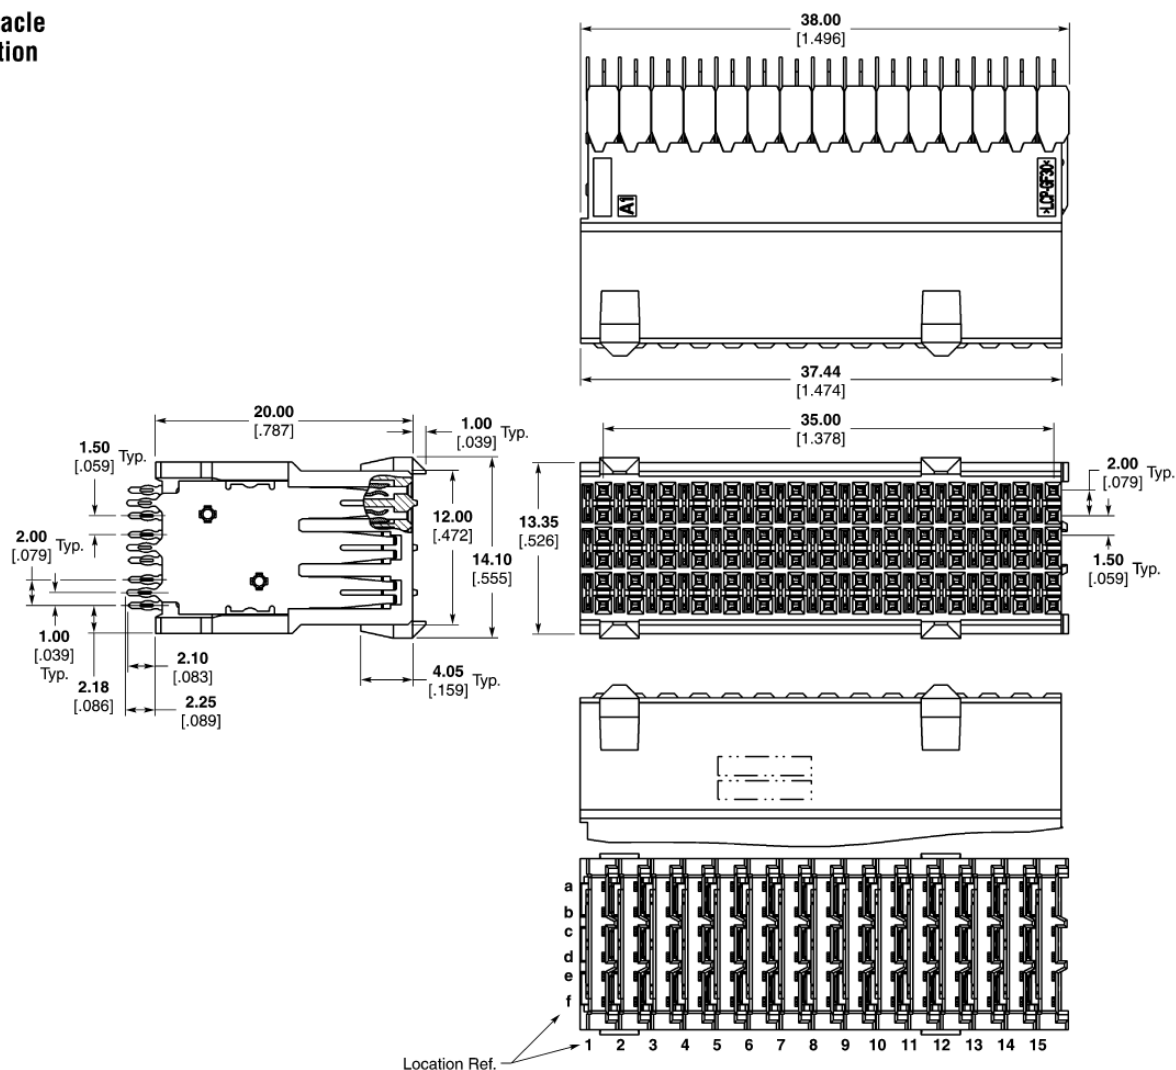 acle
tion
38.00
[1.496]
A1
>LCP-GF30<
37.44
[1.474]
20.00
[.787]
1.00
[.039] Typ.
1.50
[.059] Typ.
2.00
[.079] Typ.
12.00
[.472]
14.10
[.555]
1.00
[.039]
Typ.
2.10
[.083]
2.18
[.086]
2.25
[.089]
4.05
[.159] Typ.
35.00
[1.378]
13.35
[.526]
2.00
[.079] Typ.
1.50
[.059] Typ.
a
b
c
d
e
f
1 2 3 4 5 6 7 8 9 10 11 12 13 14 15
Location Ref.